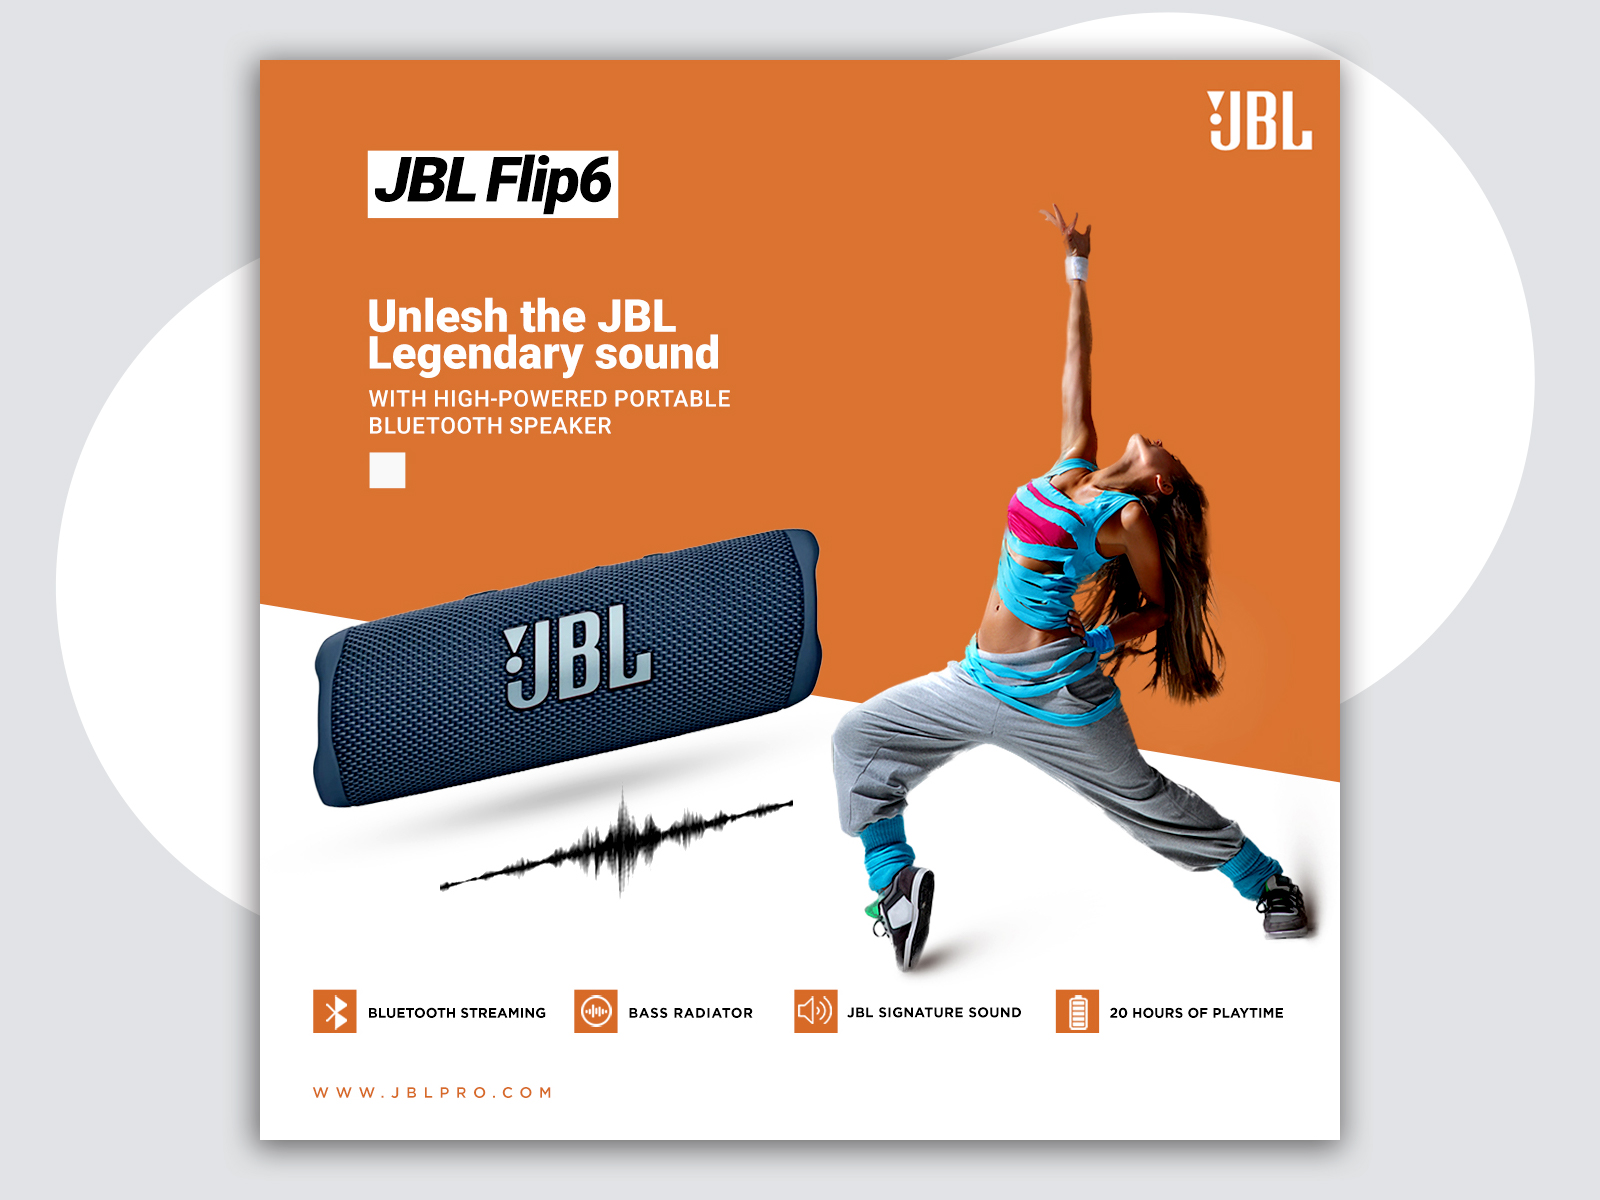 JBL
JBL Flip6
Unlesh the JBL
Legendary sound
WITH HIGH-POWERED PORTABLE
BLUETOOTH SPEAKER
JBL
BLUETOOTH STREAMING
BASS RADIATOR
JBL SIGNATURE SOUND
20 HOURS OF PLAYTIME
WWW.JBLPRO.COM